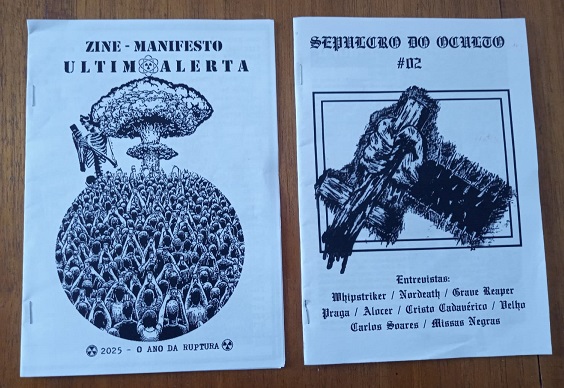 ZINE - MANIFESTO
ULTIMO ALERTA
2025 - O ANO DA RUPTURA
SEPULCRO DO OCULTO
#02
Entrevistas:
Whipstriker / Nordeath / Grave Reaper
Praga / Alocer / Cristo Cadavérico / Velho
Carlos Soares / Missas Negras